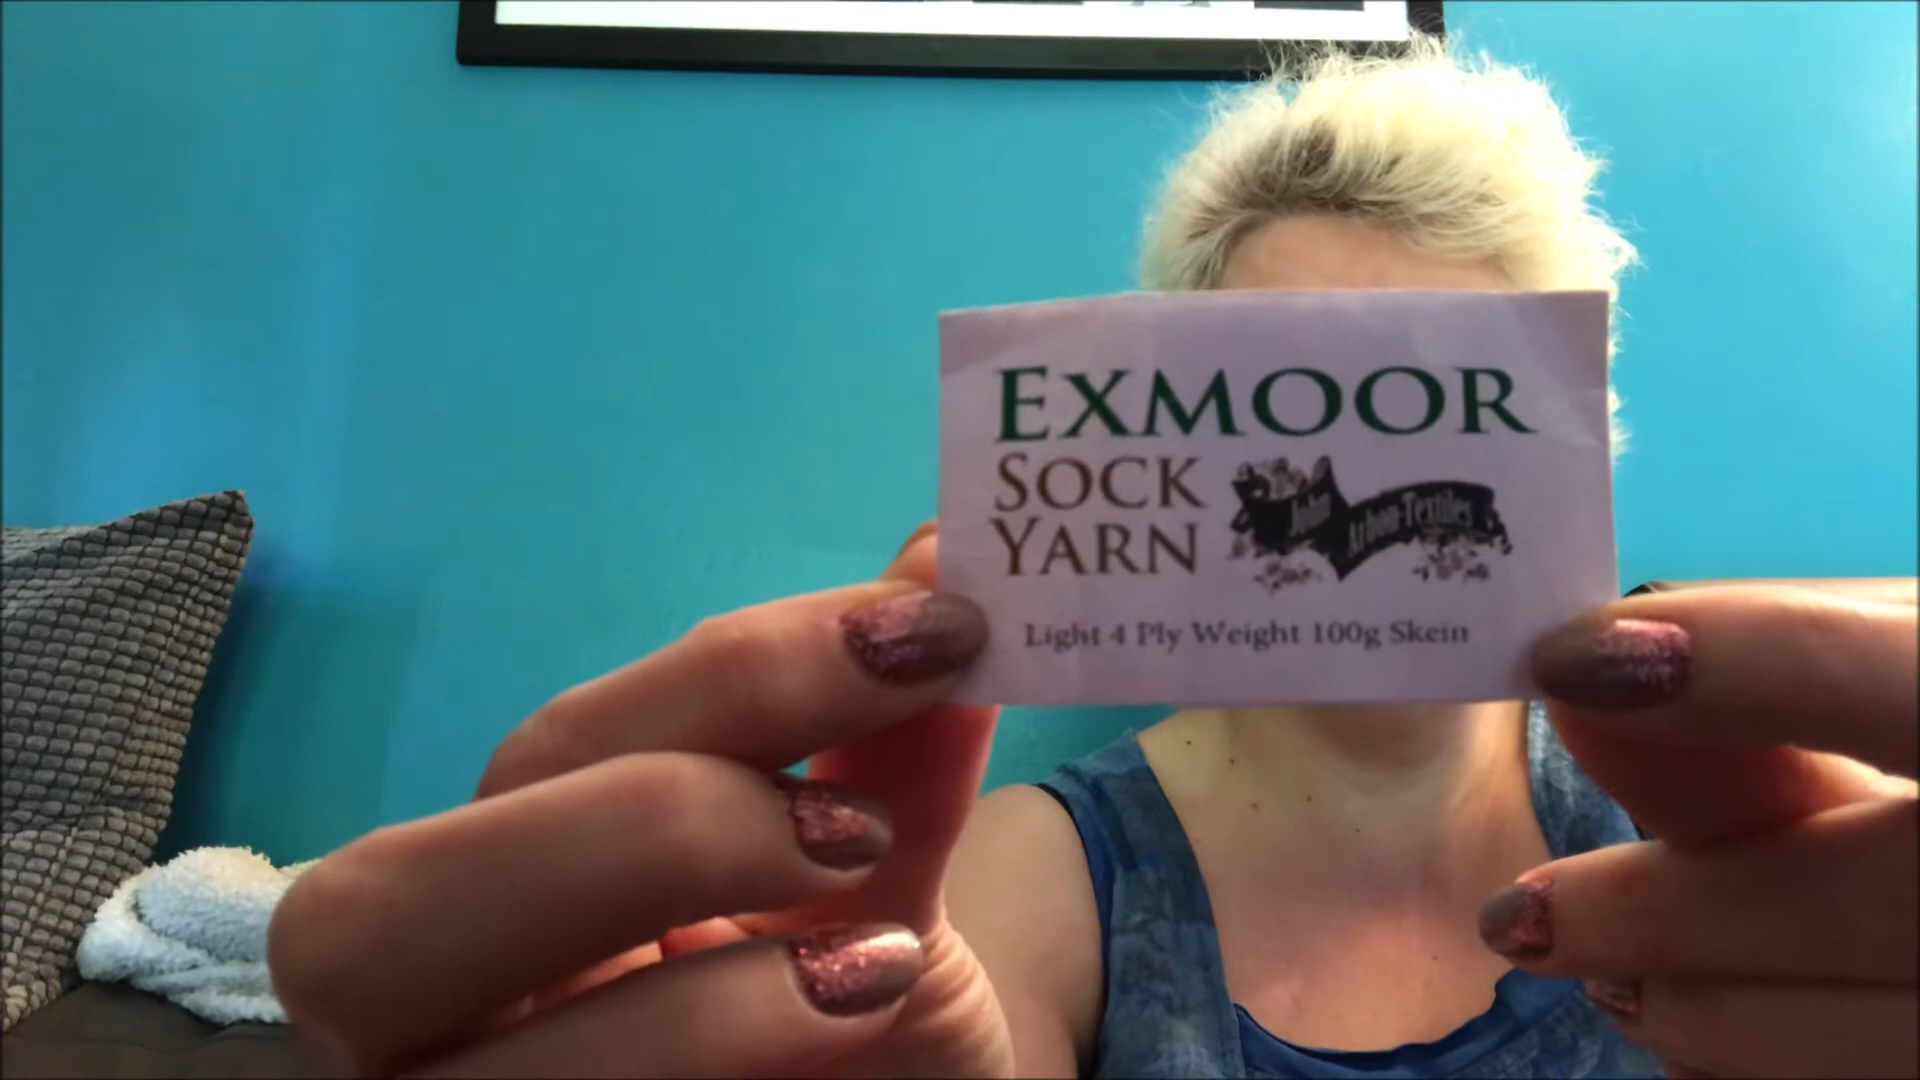 EXMOOR
SOCK
YARN
John
Arbon Textiles
Light 4 Ply Weight 100g Skein